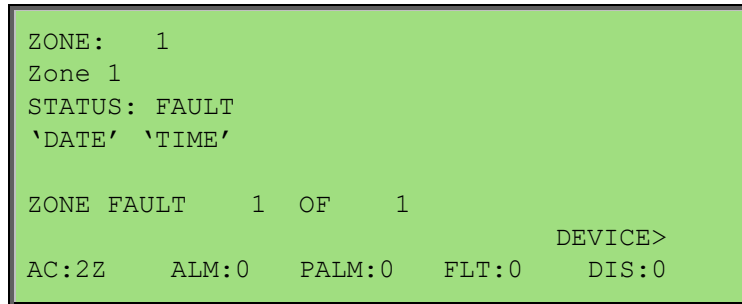 ZONE: 1
Zone 1
STATUS: FAULT
‘DATE’ ‘TIME’
ZONE FAULT 1 OF 1
DEVICE>
AC:2Z ALM:0 PALM:0 FLT:0 DIS:0